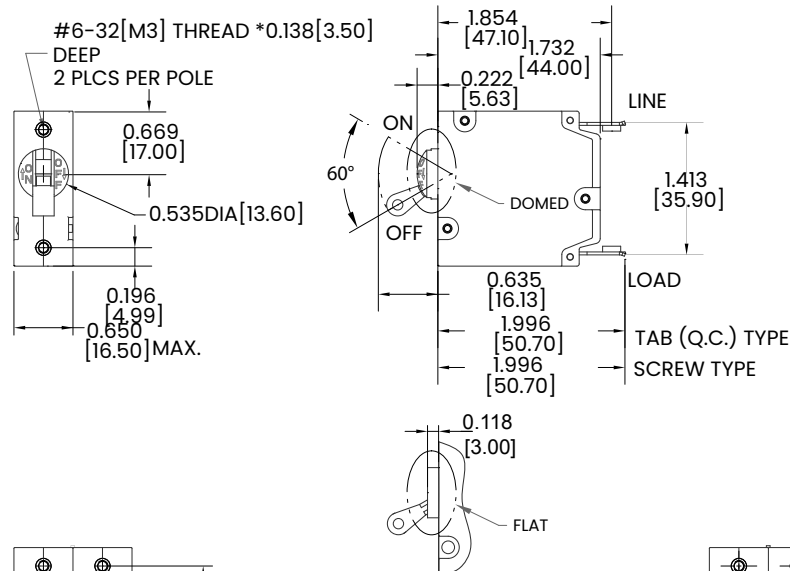 #6-32[M3] THREAD *0.138[3.50]
DEEP
2 PLCS PER POLE
0.669
[17.00]
ON
OFF
0.535DIA[13.60]
0.196
[4.99]
0.650
[16.50]MAX.
1.854
[47.10]
1.732
[44.00]
0.222
[5.63]
LINE
ON
60°
DOMED
1.413
[35.90]
OFF
0.635
[16.13]
LOAD
1.996
[50.70]
TAB (Q.C.) TYPE
1.996
[50.70]
SCREW TYPE
0.118
[3.00]
FLAT